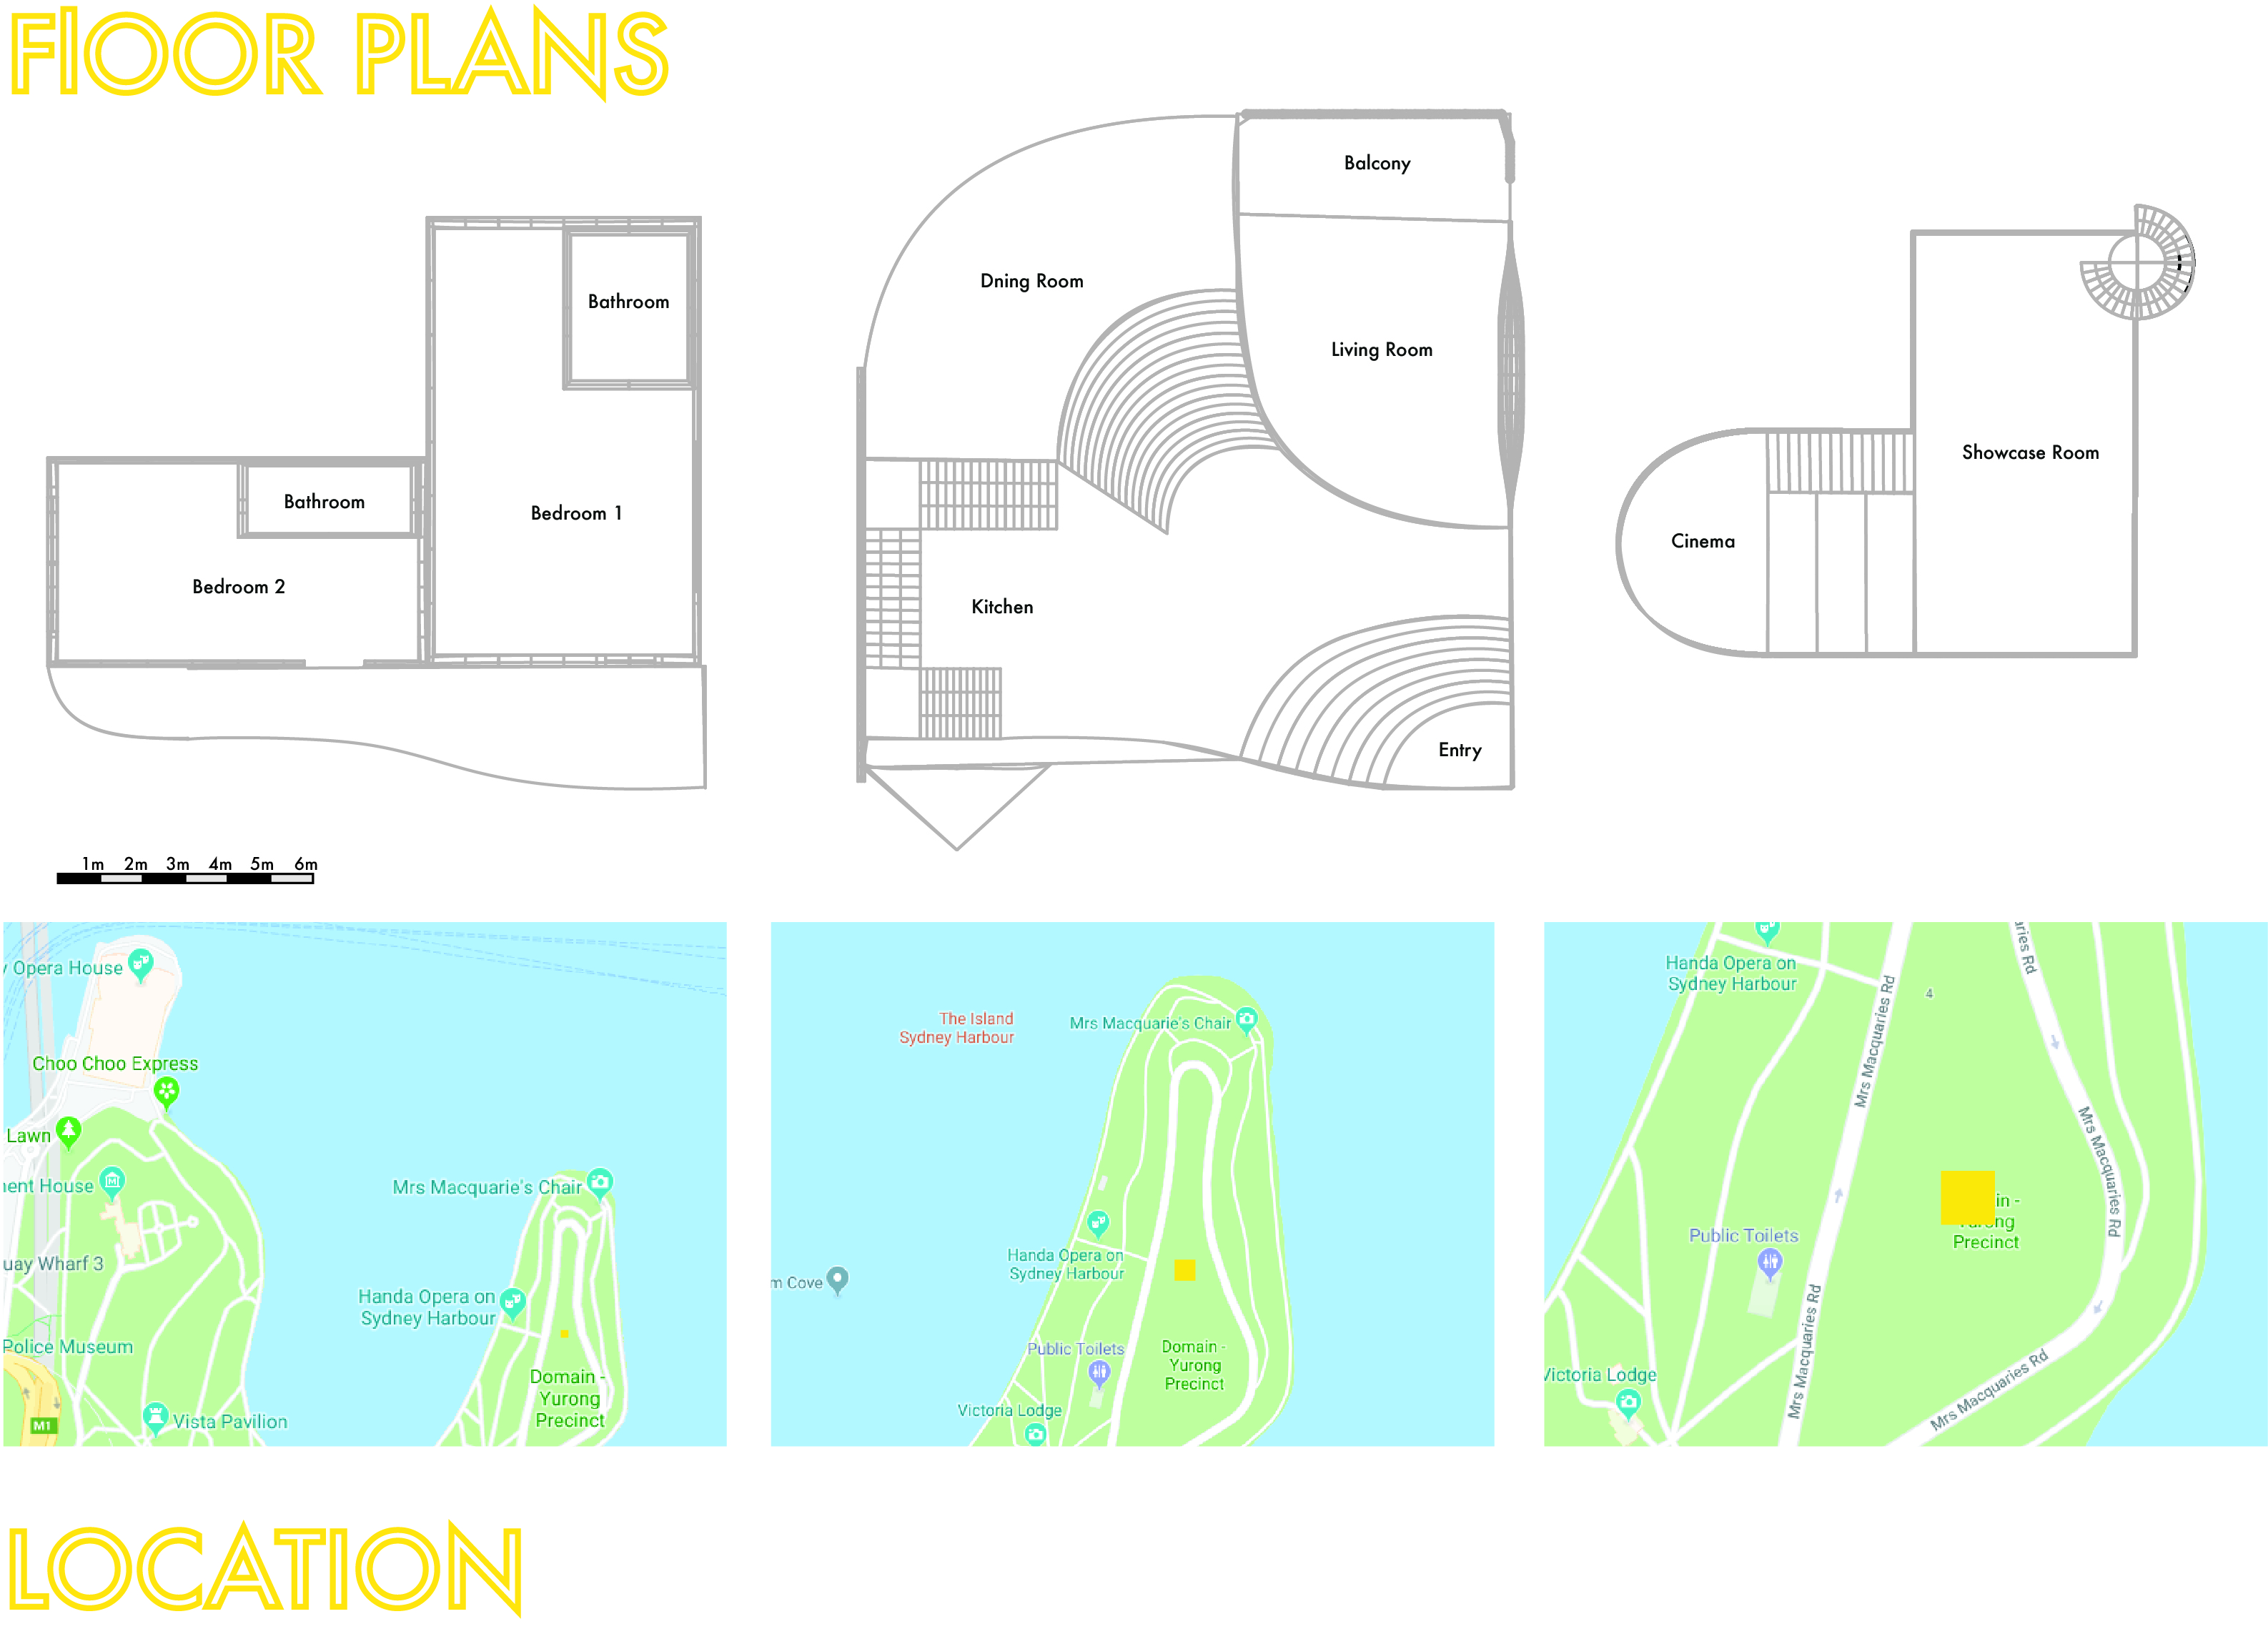 FLOOR PLANS
Balcony
Bathroom
Dning Room
Living Room
Showcase Room
Bathroom
Bedroom 1
Cinema
Bedroom 2
Kitchen
Entry
1m 2m 3m 4m 5m 6m
y Opera House
Choo Choo Express
Lawn
ment House
Mrs Macquarie's Chair
uay Wharf 3
Handa Opera on
Sydney Harbour
Police Museum
Domain -
Yurong
Precinct
M1
Vista Pavilion
The Island
Sydney Harbour
Mrs Macquarie's Chair
Handa Opera on
Sydney Harbour
m Cove
Public Toilets
Domain -
Yurong
Precinct
Victoria Lodge
Handa Opera on
Sydney Harbour
4
aries Rd
Mrs Macquaries Rd
Mrs Macquaries Rd
in -
Yurong
Precinct
Public Toilets
Mrs Macquaries Rd
Victoria Lodge
Mrs Macquaries Rd
LOCATION